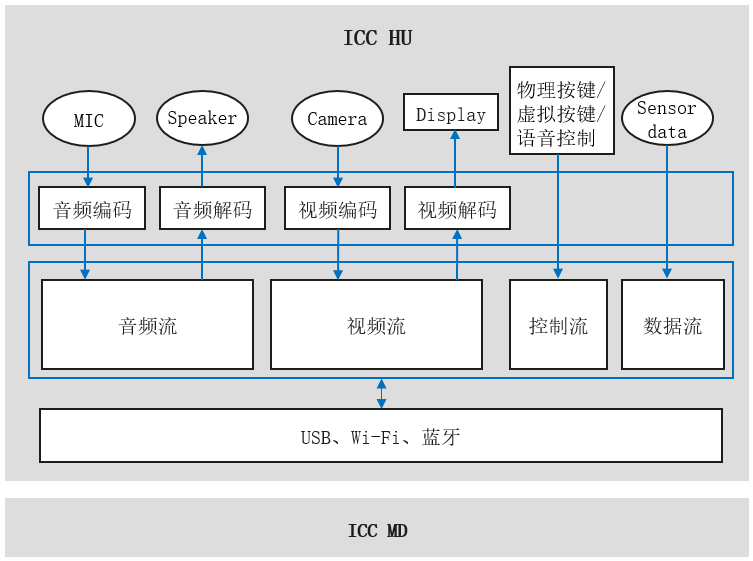 ICC HU
MIC
Speaker
Camera
Display
物理按键/
虚拟按键/
语音控制
Sensor
data
音频编码
音频解码
视频编码
视频解码
音频流
视频流
控制流
数据流
USB、Wi-Fi、蓝牙
ICC MD